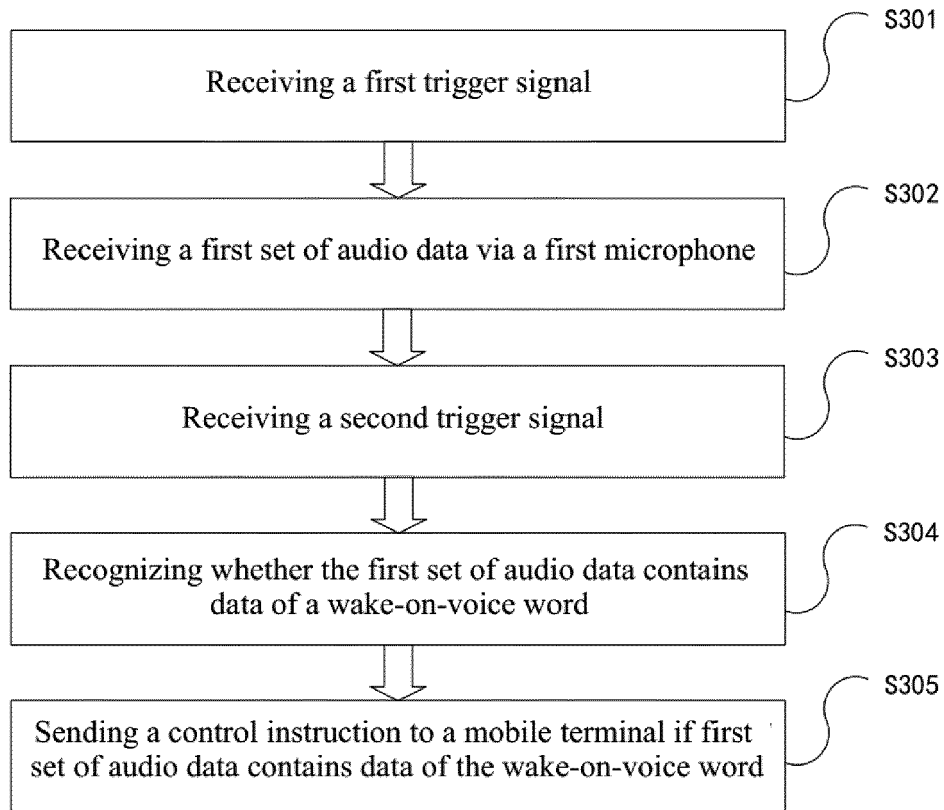 S301
Receiving a first trigger signal
S302
Receiving a first set of audio data via a first microphone
S303
Receiving a second trigger signal
S304
Recognizing whether the first set of audio data contains
data of a wake-on-voice word
S305
Sending a control instruction to a mobile terminal if first
set of audio data contains data of the wake-on-voice word